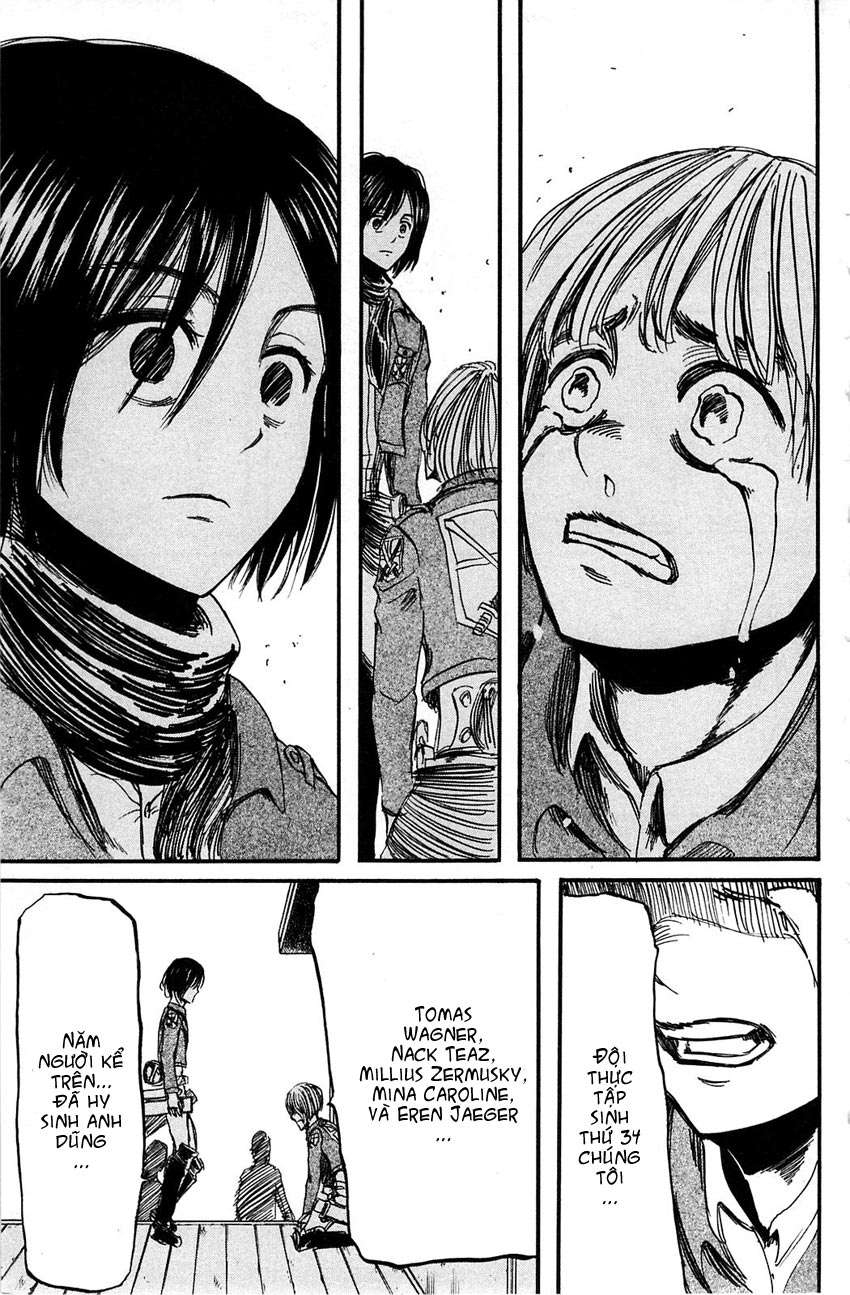 ĐỘI
THỰC
TẬP
SINH
THỨ 34
CHÚNG
TÔI
...
TOMAS
WAGNER,
NACK TEAZ,
MILLIUS ZERMUSKY,
MINA CAROLINE,
VÀ EREN JAEGER
...
NĂM
NGƯỜI KỂ
TRÊN...
ĐÃ HY
SINH ANH
DŨNG
...